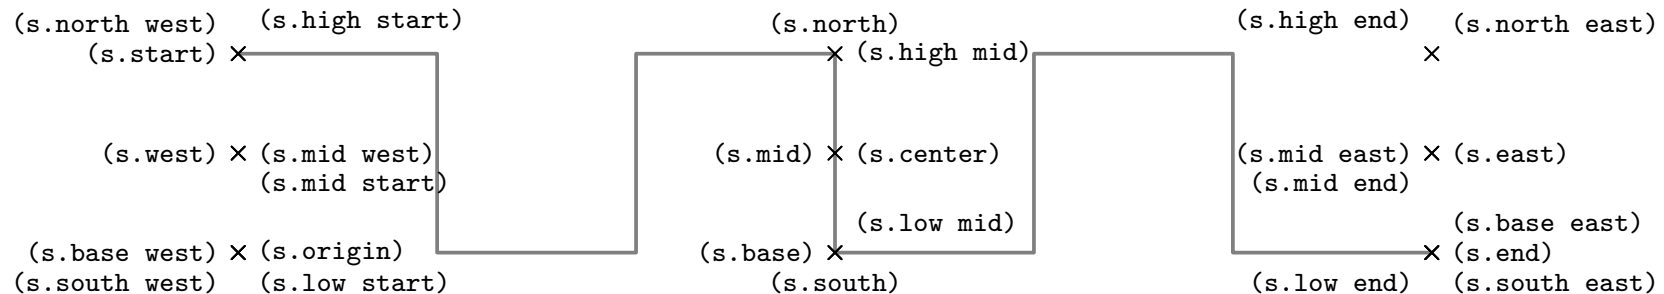 (s.north west) (s.high start) (s.north) (s.high end) (s.north east)
(s.start) (s.high mid)
(s.west) (s.mid west) (s.mid) (s.center) (s.mid east) (s.east)
(s.mid start) (s.mid end)
(s.low mid) (s.base east)
(s.base west) (s.origin) (s.base) (s.end)
(s.south west) (s.low start) (s.south) (s.low end) (s.south east)